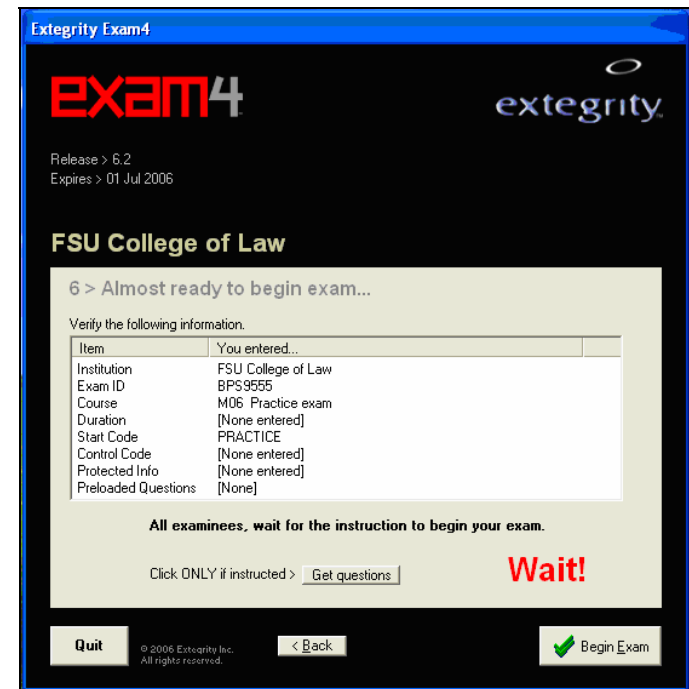 Extegrity Exam4
exam4
extegrity
Release > 6.2
Expires > 01 Jul 2006
FSU College of Law
6 > Almost ready to begin exam...
Verify the following information.
Item You entered...
Institution FSU College of Law
Exam ID BPS9555
Course M06 Practice exam
Duration [None entered]
Start Code PRACTICE
Control Code [None entered]
Protected Info [None entered]
Preloaded Questions [None]
All examinees, wait for the instruction to begin your exam.
Click ONLY if instructed > Get questions
Wait!
Quit
© 2006 Extegrity Inc.
All rights reserved.
< Back
Begin Exam